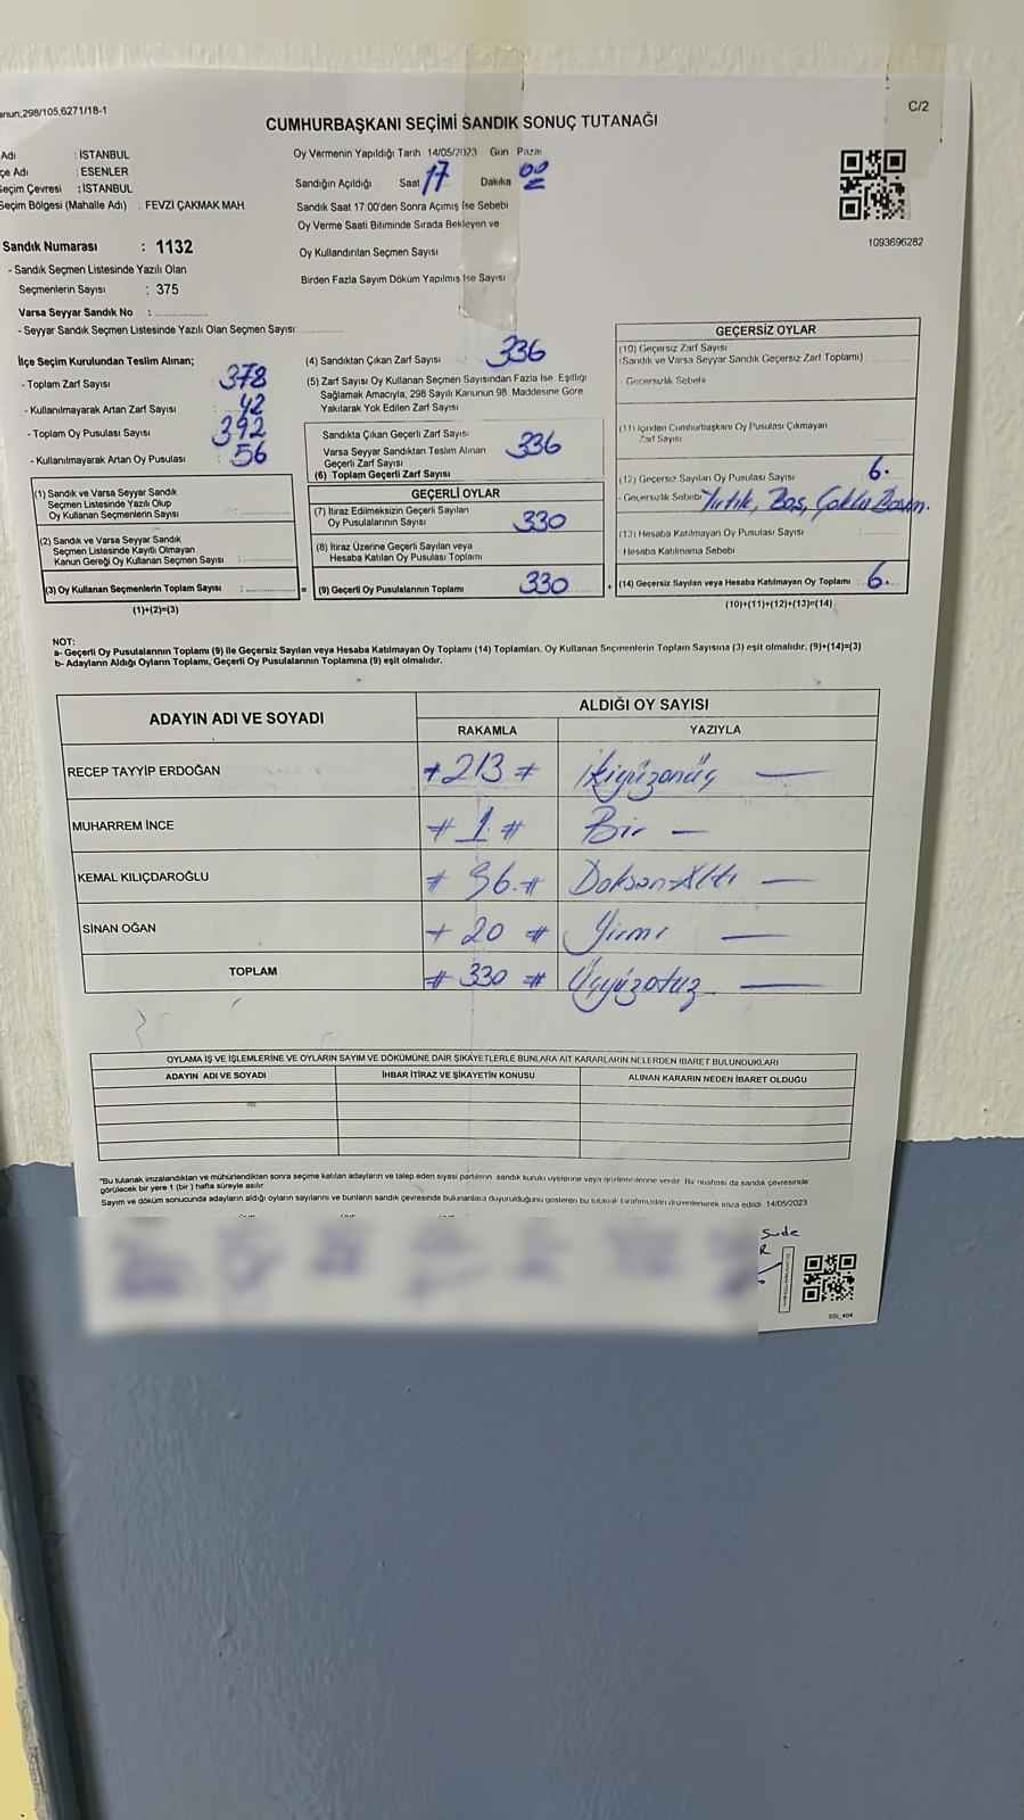 anun;298/105,6271/18-1
C/2
CUMHURBAŞKANI SEÇİMİ SANDIK SONUÇ TUTANAĞI
Adı : İSTANBUL
çe Adı : ESENLER
Seçim Çevresi : İSTANBUL
Seçim Bölgesi (Mahalle Adı) : FEVZİ ÇAKMAK MAH.
Oy Vermenin Yapıldığı Tarih 14/05/2023 Gün Pazar
Sandığın Açıldığı Saat 17 Dakika 00
Sandık Saat 17:00'den Sonra Açımış İse Sebebi
Oy Verme Saati Bitiminde Sırada Bekleyen ve
Oy Kullandırılan Seçmen Sayısı
Birden Fazla Sayım Döküm Yapılmış İse Sayısı
1093696282
Sandık Numarası : 1132
- Sandık Seçmen Listesinde Yazılı Olan
Seçmenlerin Sayısı : 375
Varsa Seyyar Sandık No :
- Seyyar Sandık Seçmen Listesinde Yazılı Olan Seçmen Sayısı
İlçe Seçim Kurulundan Teslim Alınan;
- Toplam Zarf Sayısı 378
- Kullanılmayarak Artan Zarf Sayısı : 42
- Toplam Oy Pusulası Sayısı 392
- Kullanılmayarak Artan Oy Pusulası : 56
(1) Sandık ve Varsa Seyyar Sandık
Seçmen Listesinde Yazılı Olup
Oy Kullanan Seçmenlerin Sayısı
(2) Sandık ve Varsa Seyyar Sandık
Seçmen Listesinde Kayıtlı Olmayan
Kanun Gereği Oy Kullanan Seçmen Sayısı :
(3) Oy Kullanan Seçmenlerin Toplam Sayısı : =
(1)+(2)=(3)
(4) Sandıktan Çıkan Zarf Sayısı 336
(5) Zarf Sayısı Oy Kullanan Seçmen Sayısından Fazla İse, Eşitliği
Sağlamak Amacıyla, 298 Sayılı Kanunun 98. Maddesine Göre
Yakılarak Yok Edilen Zarf Sayısı
Sandıkta Çıkan Geçerli Zarf Sayısı
Varsa Seyyar Sandıktan Teslim Alınan
Geçerli Zarf Sayısı
(6) Toplam Geçerli Zarf Sayısı 336
GEÇERLİ OYLAR
(7) İtiraz Edilmeksizin Geçerli Sayılan
Oy Pusulalarının Sayısı 330
(8) İtiraz Üzerine Geçerli Sayılan veya
Hesaba Katılan Oy Pusulası Toplamı
(9) Geçerli Oy Pusulalarının Toplamı 330 +
GEÇERSİZ OYLAR
(10) Geçersiz Zarf Sayısı
(Sandık ve Varsa Seyyar Sandık Geçersiz Zarf Toplamı)
- Geçersizlik Sebebi
(11) İçinden Cumhurbaşkanı Oy Pusulası Çıkmayan
Zarf Sayısı
(12) Geçersiz Sayılan Oy Pusulası Sayısı 6.
- Geçersizlik Sebebi Yırtık, Boş, Çoklu Basım.
(13) Hesaba Katılmayan Oy Pusulası Sayısı
Hesaba Katılmama Sebebi
(14) Geçersiz Sayılan veya Hesaba Katılmayan Oy Toplamı 6.
(10)+(11)+(12)+(13)=(14)
NOT:
a- Geçerli Oy Pusulalarının Toplamı (9) ile Geçersiz Sayılan veya Hesaba Katılmayan Oy Toplamı (14) Toplamları, Oy Kullanan Seçmenlerin Toplam Sayısına (3) eşit olmalıdır. (9)+(14)=(3)
b- Adayların Aldığı Oyların Toplamı, Geçerli Oy Pusulalarının Toplamına (9) eşit olmalıdır.
ADAYIN ADI VE SOYADI
ALDIĞI OY SAYISI
RAKAMLA YAZIYLA
RECEP TAYYİP ERDOĞAN # 213 # İkiyüzonüç —
MUHARREM İNCE # 1. # Bir —
KEMAL KILIÇDAROĞLU # 96.# Doksan-Altı —
SİNAN OĞAN # 20 # Yirmi —
TOPLAM # 330 # Üçyüzotuz —
OYLAMA İŞ VE İŞLEMLERİNE VE OYLARIN SAYIM VE DÖKÜMÜNE DAİR ŞİKAYETLERLE BUNLARA AİT KARARLARIN NELERDEN İBARET BULUNDUKLARI
ADAYIN ADI VE SOYADI İHBAR İTİRAZ VE ŞİKAYETİN KONUSU ALINAN KARARIN NEDEN İBARET OLDUĞU
"Bu tutanak imzalandıktan ve mühürlendikten sonra seçime katılan adayların ve talep eden siyasi partilerin sandık kurulu üyelerine veya gözlemcilerine verilir. Bir nüshası da sandık çevresinde
görülecek bir yere 1 (bir) hafta süreyle asılır.
Sayım ve döküm sonucunda adayların aldığı oyların sayılarını ve bunların sandık çevresinde bulunanlara duyurulduğunu gösteren bu tutanak tarafımızdan düzenlenerek imza edildi. 14/05/2023
Sude
R